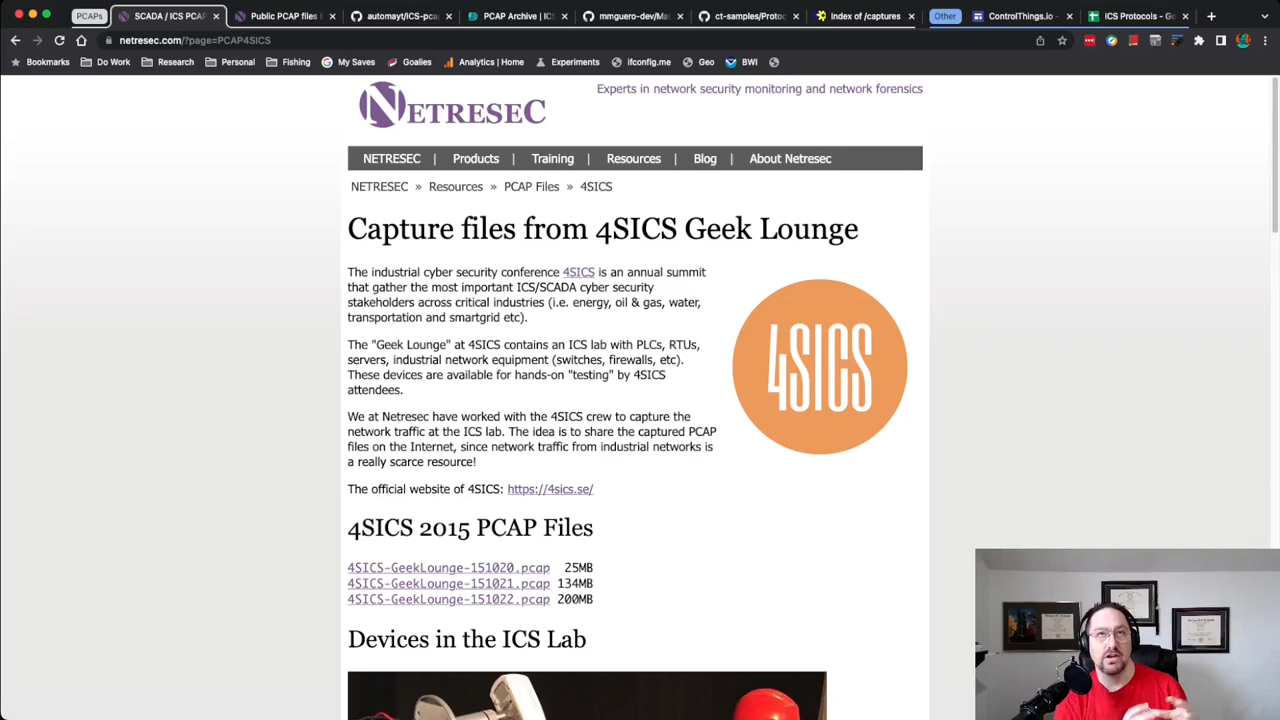 PCAPs
SCADA / ICS PCAP
Public PCAP files
automayt/ICS-pcap
PCAP Archive | ICS
mmguero-dev/Mal
ct-samples/Protoc
Index of /captures
Other
ControlThings.io -
ICS Protocols - Go
netresec.com/?page=PCAP4SICS
Bookmarks
Do Work
Research
Personal
Fishing
My Saves
Goalies
Analytics | Home
Experiments
ifconfig.me
Geo
BWI
NETRESEC
Experts in network security monitoring and network forensics
NETRESEC | Products | Training | Resources | Blog | About Netresec
NETRESEC » Resources » PCAP Files » 4SICS
Capture files from 4SICS Geek Lounge
The industrial cyber security conference 4SICS is an annual summit
that gather the most important ICS/SCADA cyber security
stakeholders across critical industries (i.e. energy, oil & gas, water,
transportation and smartgrid etc).
The "Geek Lounge" at 4SICS contains an ICS lab with PLCs, RTUs,
servers, industrial network equipment (switches, firewalls, etc).
These devices are available for hands-on "testing" by 4SICS
attendees.
We at Netresec have worked with the 4SICS crew to capture the
network traffic at the ICS lab. The idea is to share the captured PCAP
files on the Internet, since network traffic from industrial networks is
a really scarce resource!
4SICS
The official website of 4SICS: https://4sics.se/
4SICS 2015 PCAP Files
4SICS-GeekLounge-151020.pcap 25MB
4SICS-GeekLounge-151021.pcap 134MB
4SICS-GeekLounge-151022.pcap 200MB
Devices in the ICS Lab